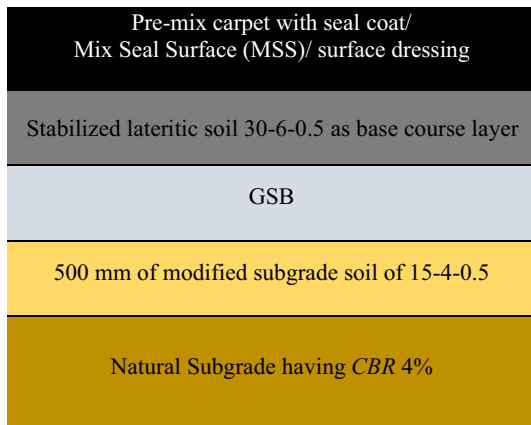 Pre-mix carpet with seal coat/
Mix Seal Surface (MSS)/ surface dressing
Stabilized lateritic soil 30-6-0.5 as base course layer
GSB
500 mm of modified subgrade soil of 15-4-0.5
Natural Subgrade having CBR 4%